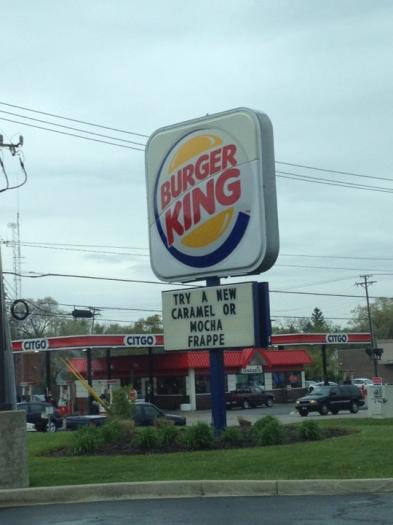 BURGER
KING
TRY A NEW
CARAMEL OR
MOCHA
FRAPPE
CITGO
CITGO
CITGO